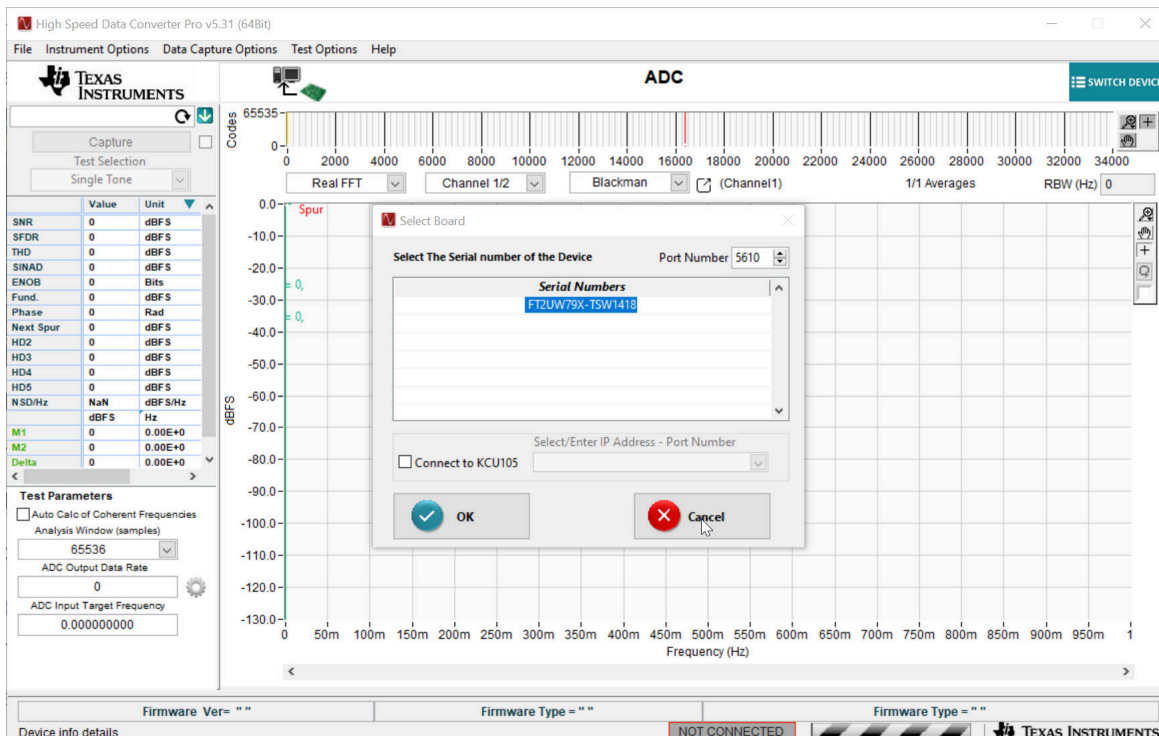 High Speed Data Converter Pro v5.31 (64Bit)
File Instrument Options Data Capture Options Test Options Help
TEXAS INSTRUMENTS
ADC
SWITCH DEVICE
Capture
Test Selection
Single Tone
Codes
65535
0
0 2000 4000 6000 8000 10000 12000 14000 16000 18000 20000 22000 24000 26000 28000 30000 32000 34000
Real FFT Channel 1/2 Blackman (Channel1) 1/1 Averages RBW (Hz) 0
Value Unit
SNR 0 dBFS
SFDR 0 dBFS
THD 0 dBFS
SINAD 0 dBFS
ENOB 0 Bits
Fund. 0 dBFS
Phase 0 Rad
Next Spur 0 dBFS
HD2 0 dBFS
HD3 0 dBFS
HD4 0 dBFS
HD5 0 dBFS
NSD/Hz NaN dBFS/Hz
dBFS Hz
M1 0 0.00E+0
M2 0 0.00E+0
Delta 0 0.00E+0
Test Parameters
Auto Calc of Coherent Frequencies
Analysis Window (samples)
65536
ADC Output Data Rate
0
ADC Input Target Frequency
0.000000000
dBFS
0.0
-10.0
-20.0
-30.0
-40.0
-50.0
-60.0
-70.0
-80.0
-90.0
-100.0
-110.0
-120.0
-130.0
Spur
= 0,
= 0,
0 50m 100m 150m 200m 250m 300m 350m 400m 450m 500m 550m 600m 650m 700m 750m 800m 850m 900m 950m 1
Frequency (Hz)
Select Board
Select The Serial number of the Device Port Number 5610
Serial Numbers
FT2UW79X-TSW1418
Select/Enter IP Address - Port Number
Connect to KCU105
OK Cancel
Firmware Ver= " " Firmware Type = " " Firmware Type = " "
Device info details NOT CONNECTED TEXAS INSTRUMENTS